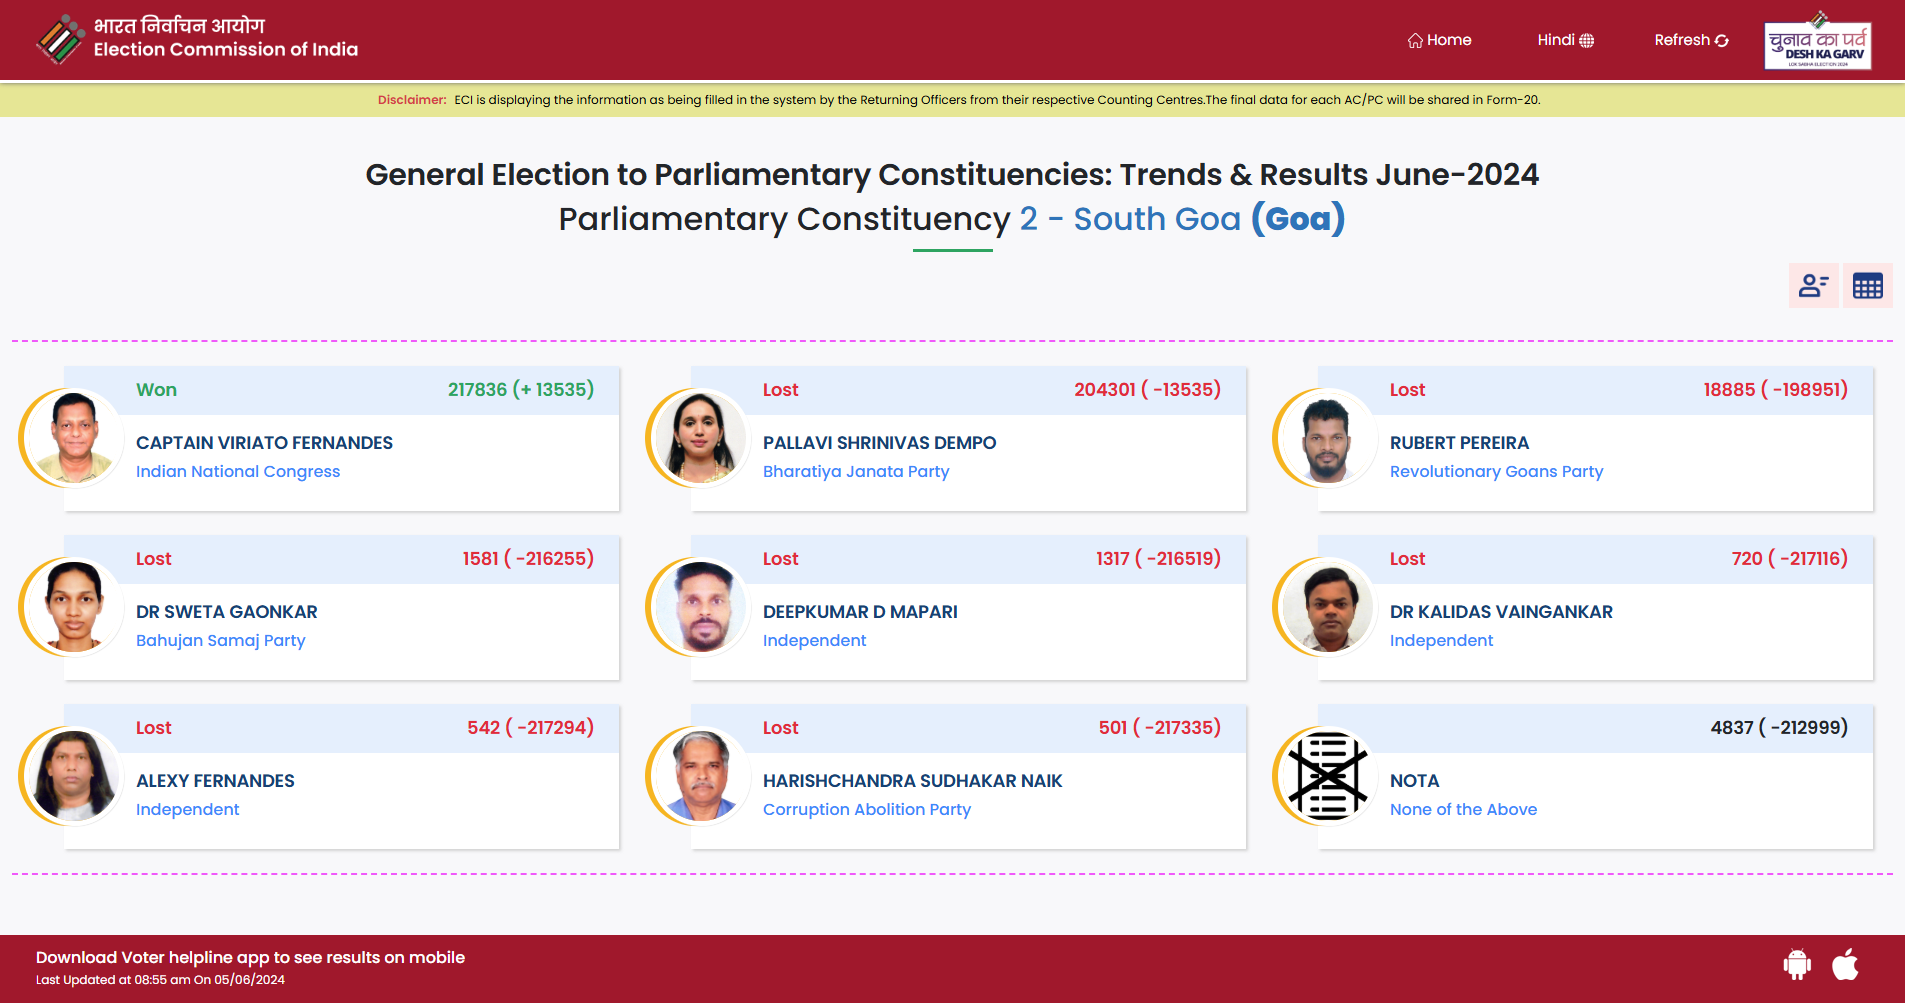 भारत निर्वाचन आयोग
Election Commission of India
Home
Hindi
Refresh
चुनाव का पर्व
DESH KA GARV
LOK SABHA ELECTION 2024
Disclaimer: ECI is displaying the information as being filled in the system by the Returning Officers from their respective Counting Centres.The final data for each AC/PC will be shared in Form-20.
General Election to Parliamentary Constituencies: Trends & Results June-2024
Parliamentary Constituency 2 - South Goa (Goa)
Won
217836 (+ 13535)
CAPTAIN VIRIATO FERNANDES
Indian National Congress
Lost
204301 ( -13535)
PALLAVI SHRINIVAS DEMPO
Bharatiya Janata Party
Lost
18885 ( -198951)
RUBERT PEREIRA
Revolutionary Goans Party
Lost
1581 ( -216255)
DR SWETA GAONKAR
Bahujan Samaj Party
Lost
1317 ( -216519)
DEEPKUMAR D MAPARI
Independent
Lost
720 ( -217116)
DR KALIDAS VAINGANKAR
Independent
Lost
542 ( -217294)
ALEXY FERNANDES
Independent
Lost
501 ( -217335)
HARISHCHANDRA SUDHAKAR NAIK
Corruption Abolition Party
4837 ( -212999)
NOTA
None of the Above
Download Voter helpline app to see results on mobile
Last Updated at 08:55 am On 05/06/2024